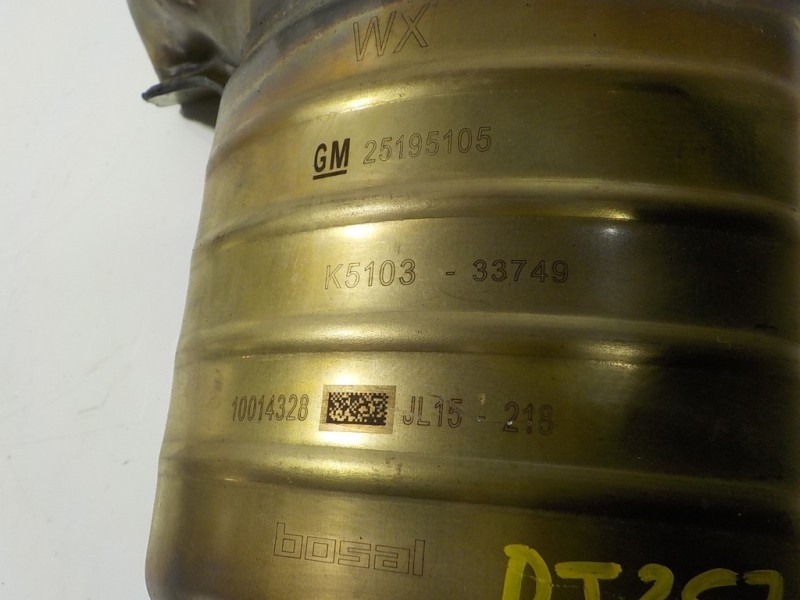 WX
GM 25195105
K5103 - 33749
10014328 JL15 - 218
bosal